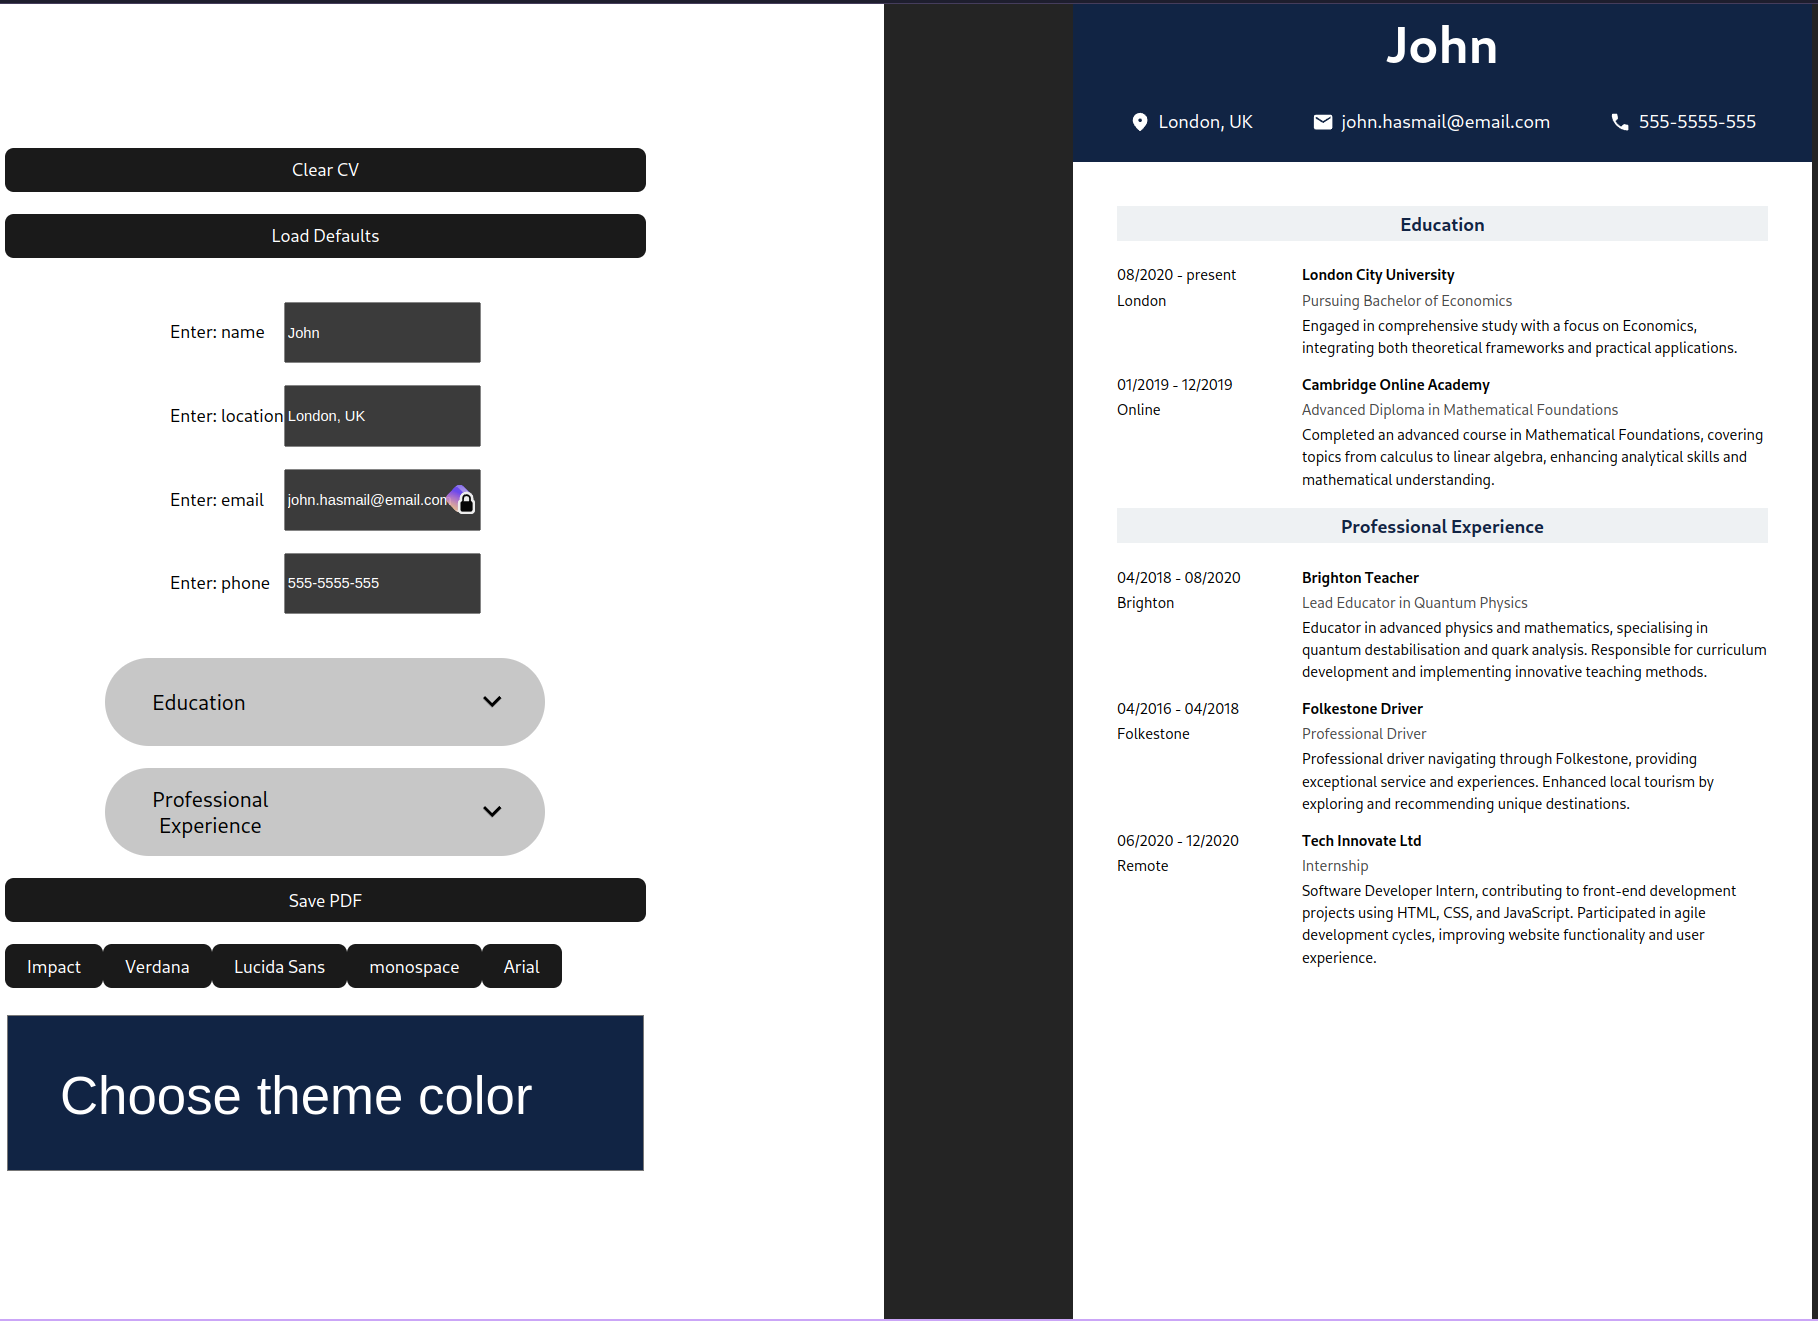 Clear CV
Load Defaults
Enter: name
John
Enter: location
London, UK
Enter: email
john.hasmail@email.com
Enter: phone
555-5555-555
Education
Professional
Experience
Save PDF
Impact
Verdana
Lucida Sans
monospace
Arial
Choose theme color
John
London, UK
john.hasmail@email.com
555-5555-555
Education
08/2020 - present
London
London City University
Pursuing Bachelor of Economics
Engaged in comprehensive study with a focus on Economics,
integrating both theoretical frameworks and practical applications.
01/2019 - 12/2019
Online
Cambridge Online Academy
Advanced Diploma in Mathematical Foundations
Completed an advanced course in Mathematical Foundations, covering
topics from calculus to linear algebra, enhancing analytical skills and
mathematical understanding.
Professional Experience
04/2018 - 08/2020
Brighton
Brighton Teacher
Lead Educator in Quantum Physics
Educator in advanced physics and mathematics, specialising in
quantum destabilisation and quark analysis. Responsible for curriculum
development and implementing innovative teaching methods.
04/2016 - 04/2018
Folkestone
Folkestone Driver
Professional Driver
Professional driver navigating through Folkestone, providing
exceptional service and experiences. Enhanced local tourism by
exploring and recommending unique destinations.
06/2020 - 12/2020
Remote
Tech Innovate Ltd
Internship
Software Developer Intern, contributing to front-end development
projects using HTML, CSS, and JavaScript. Participated in agile
development cycles, improving website functionality and user
experience.